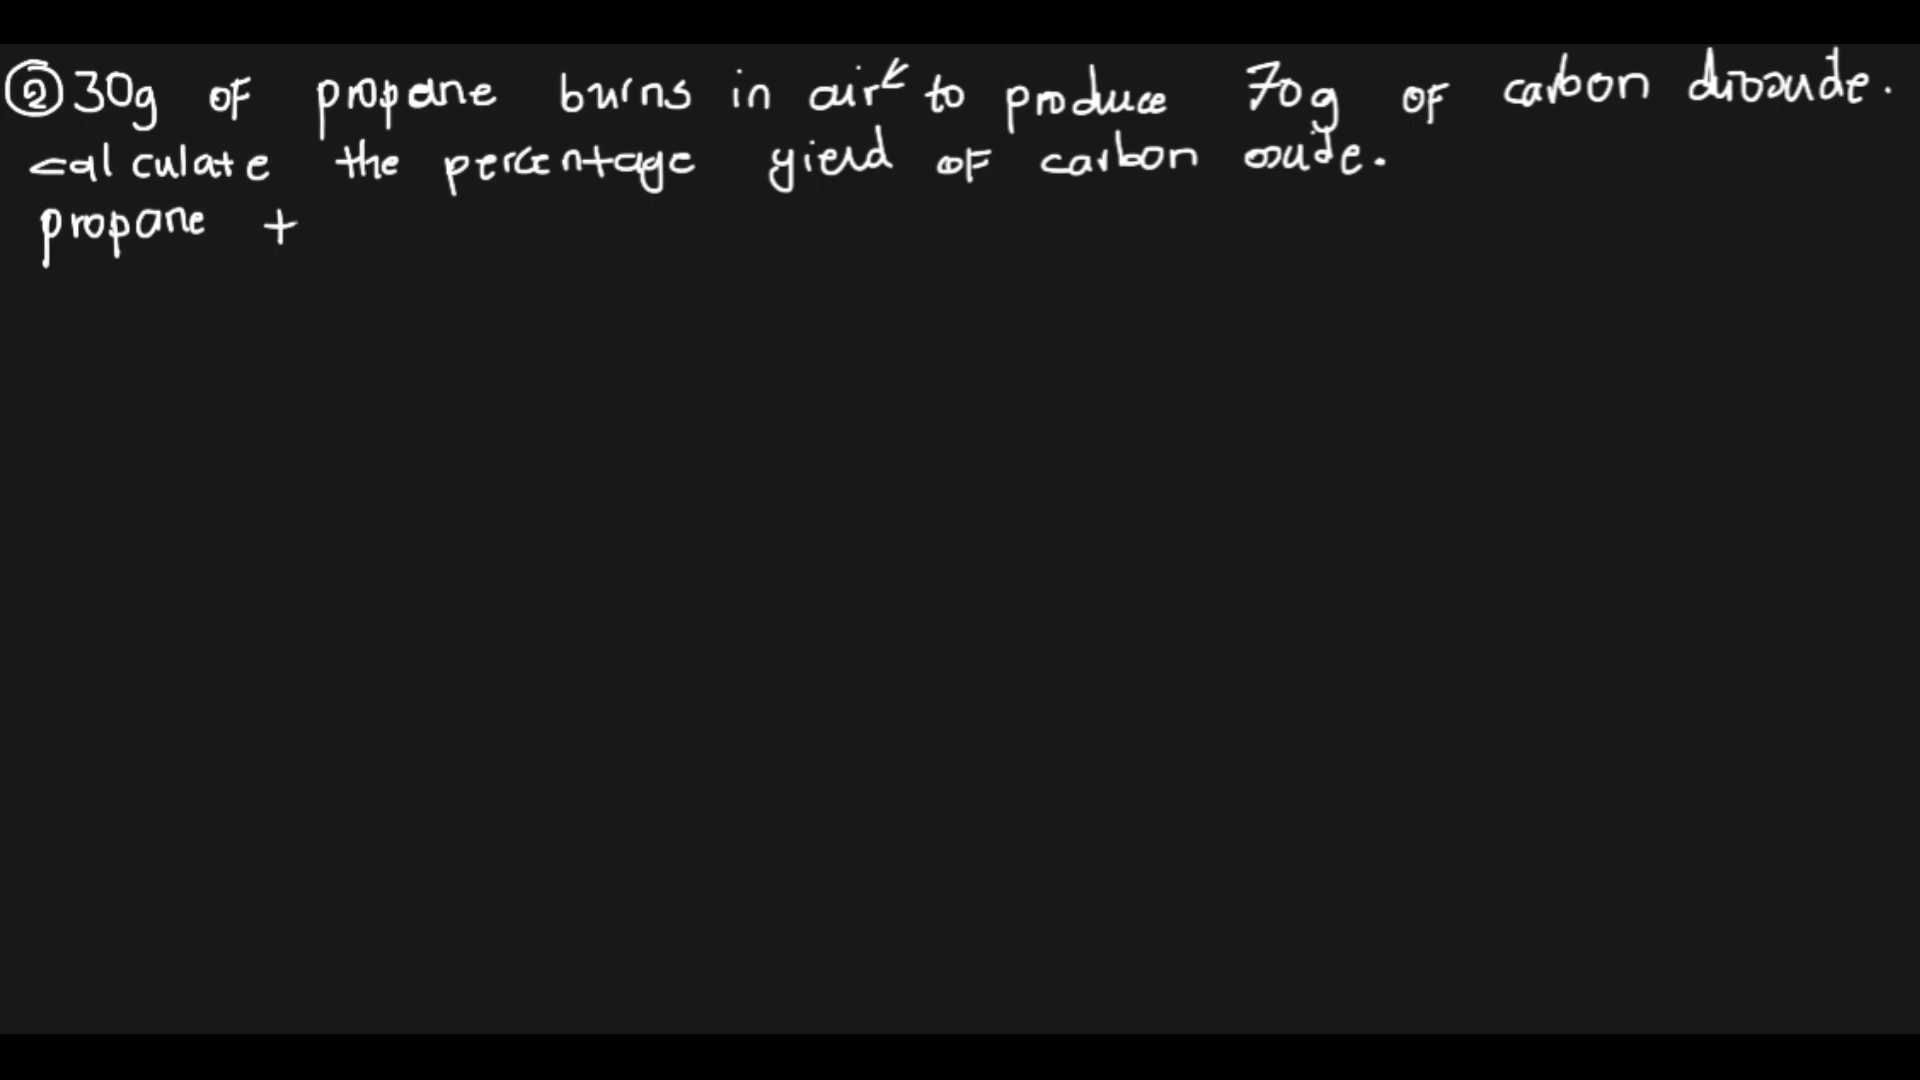 ② 30g of propane burns in air to produce 70g of carbon dioxide.
calculate the percentage yield of carbon oxide.
propane +